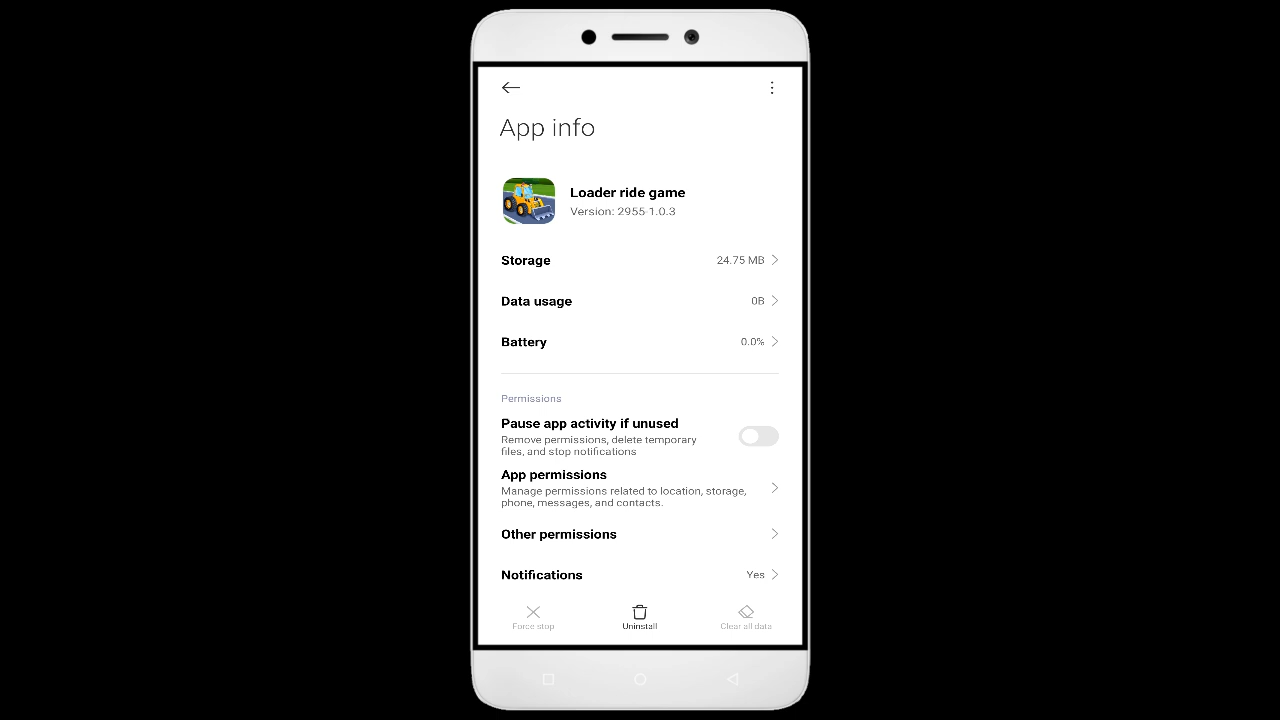 App info
Loader ride game
Version: 2955-1.0.3
Storage 24.75 MB
Data usage 0B
Battery 0.0%
Permissions
Pause app activity if unused
Remove permissions, delete temporary
files, and stop notifications
App permissions
Manage permissions related to location, storage,
phone, messages, and contacts.
Other permissions
Notifications Yes
Force stop Uninstall Clear all data